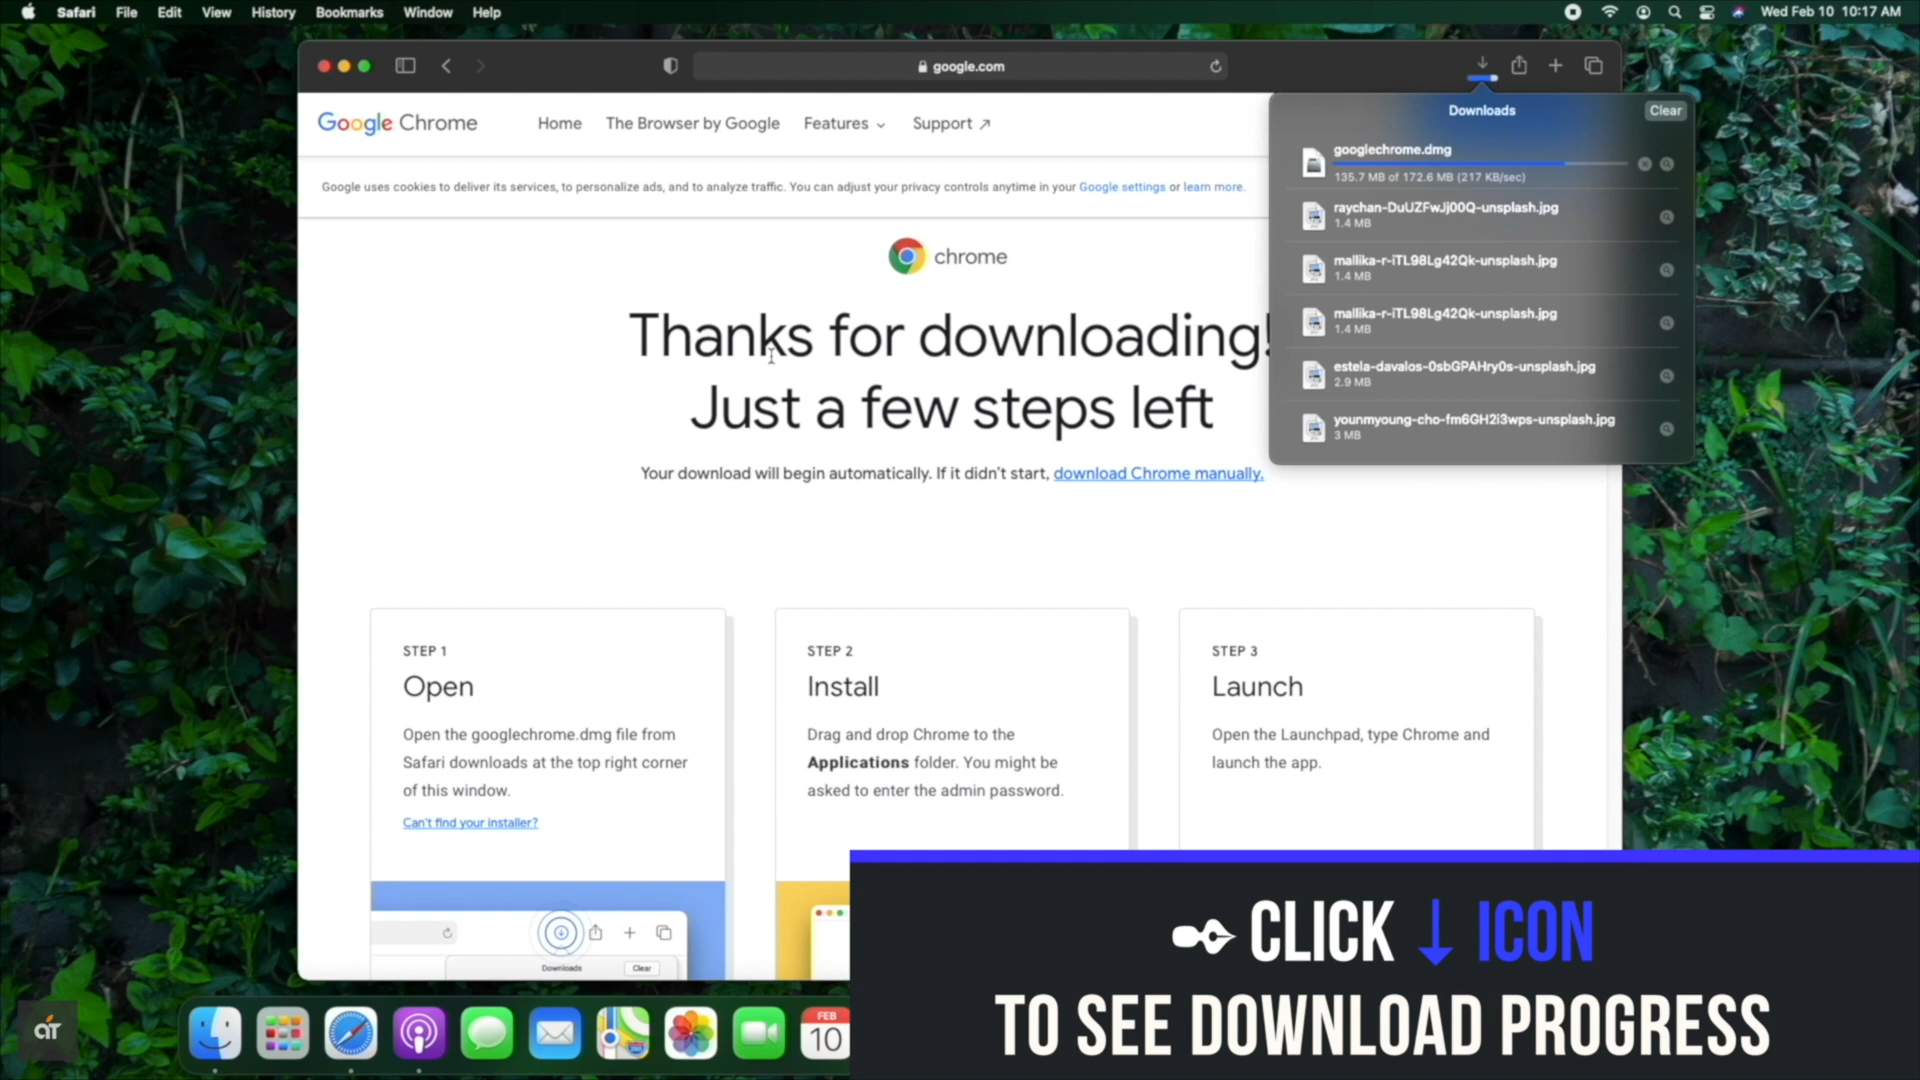 Safari File Edit View History Bookmarks Window Help
Wed Feb 10 10:17 AM
google.com
Google Chrome
Home The Browser by Google Features Support
Google uses cookies to deliver its services, to personalize ads, and to analyze traffic. You can adjust your privacy controls anytime in your Google settings or learn more.
chrome
Thanks for downloading!
Just a few steps left
Your download will begin automatically. If it didn't start, download Chrome manually.
Downloads
Clear
googlechrome.dmg
135.7 MB of 172.6 MB (217 KB/sec)
raychan-DuUZFwJj00Q-unsplash.jpg
1.4 MB
mallika-r-iTL98Lg42Qk-unsplash.jpg
1.4 MB
mallika-r-iTL98Lg42Qk-unsplash.jpg
1.4 MB
estela-davalos-0sbGPAHry0s-unsplash.jpg
2.9 MB
younmyoung-cho-fm6GH2i3wps-unsplash.jpg
3 MB
STEP 1
Open
Open the googlechrome.dmg file from
Safari downloads at the top right corner
of this window.
Can't find your installer?
Downloads
Clear
STEP 2
Install
Drag and drop Chrome to the
Applications folder. You might be
asked to enter the admin password.
STEP 3
Launch
Open the Launchpad, type Chrome and
launch the app.
CLICK ↓ ICON
TO SEE DOWNLOAD PROGRESS
FEB
10
aT